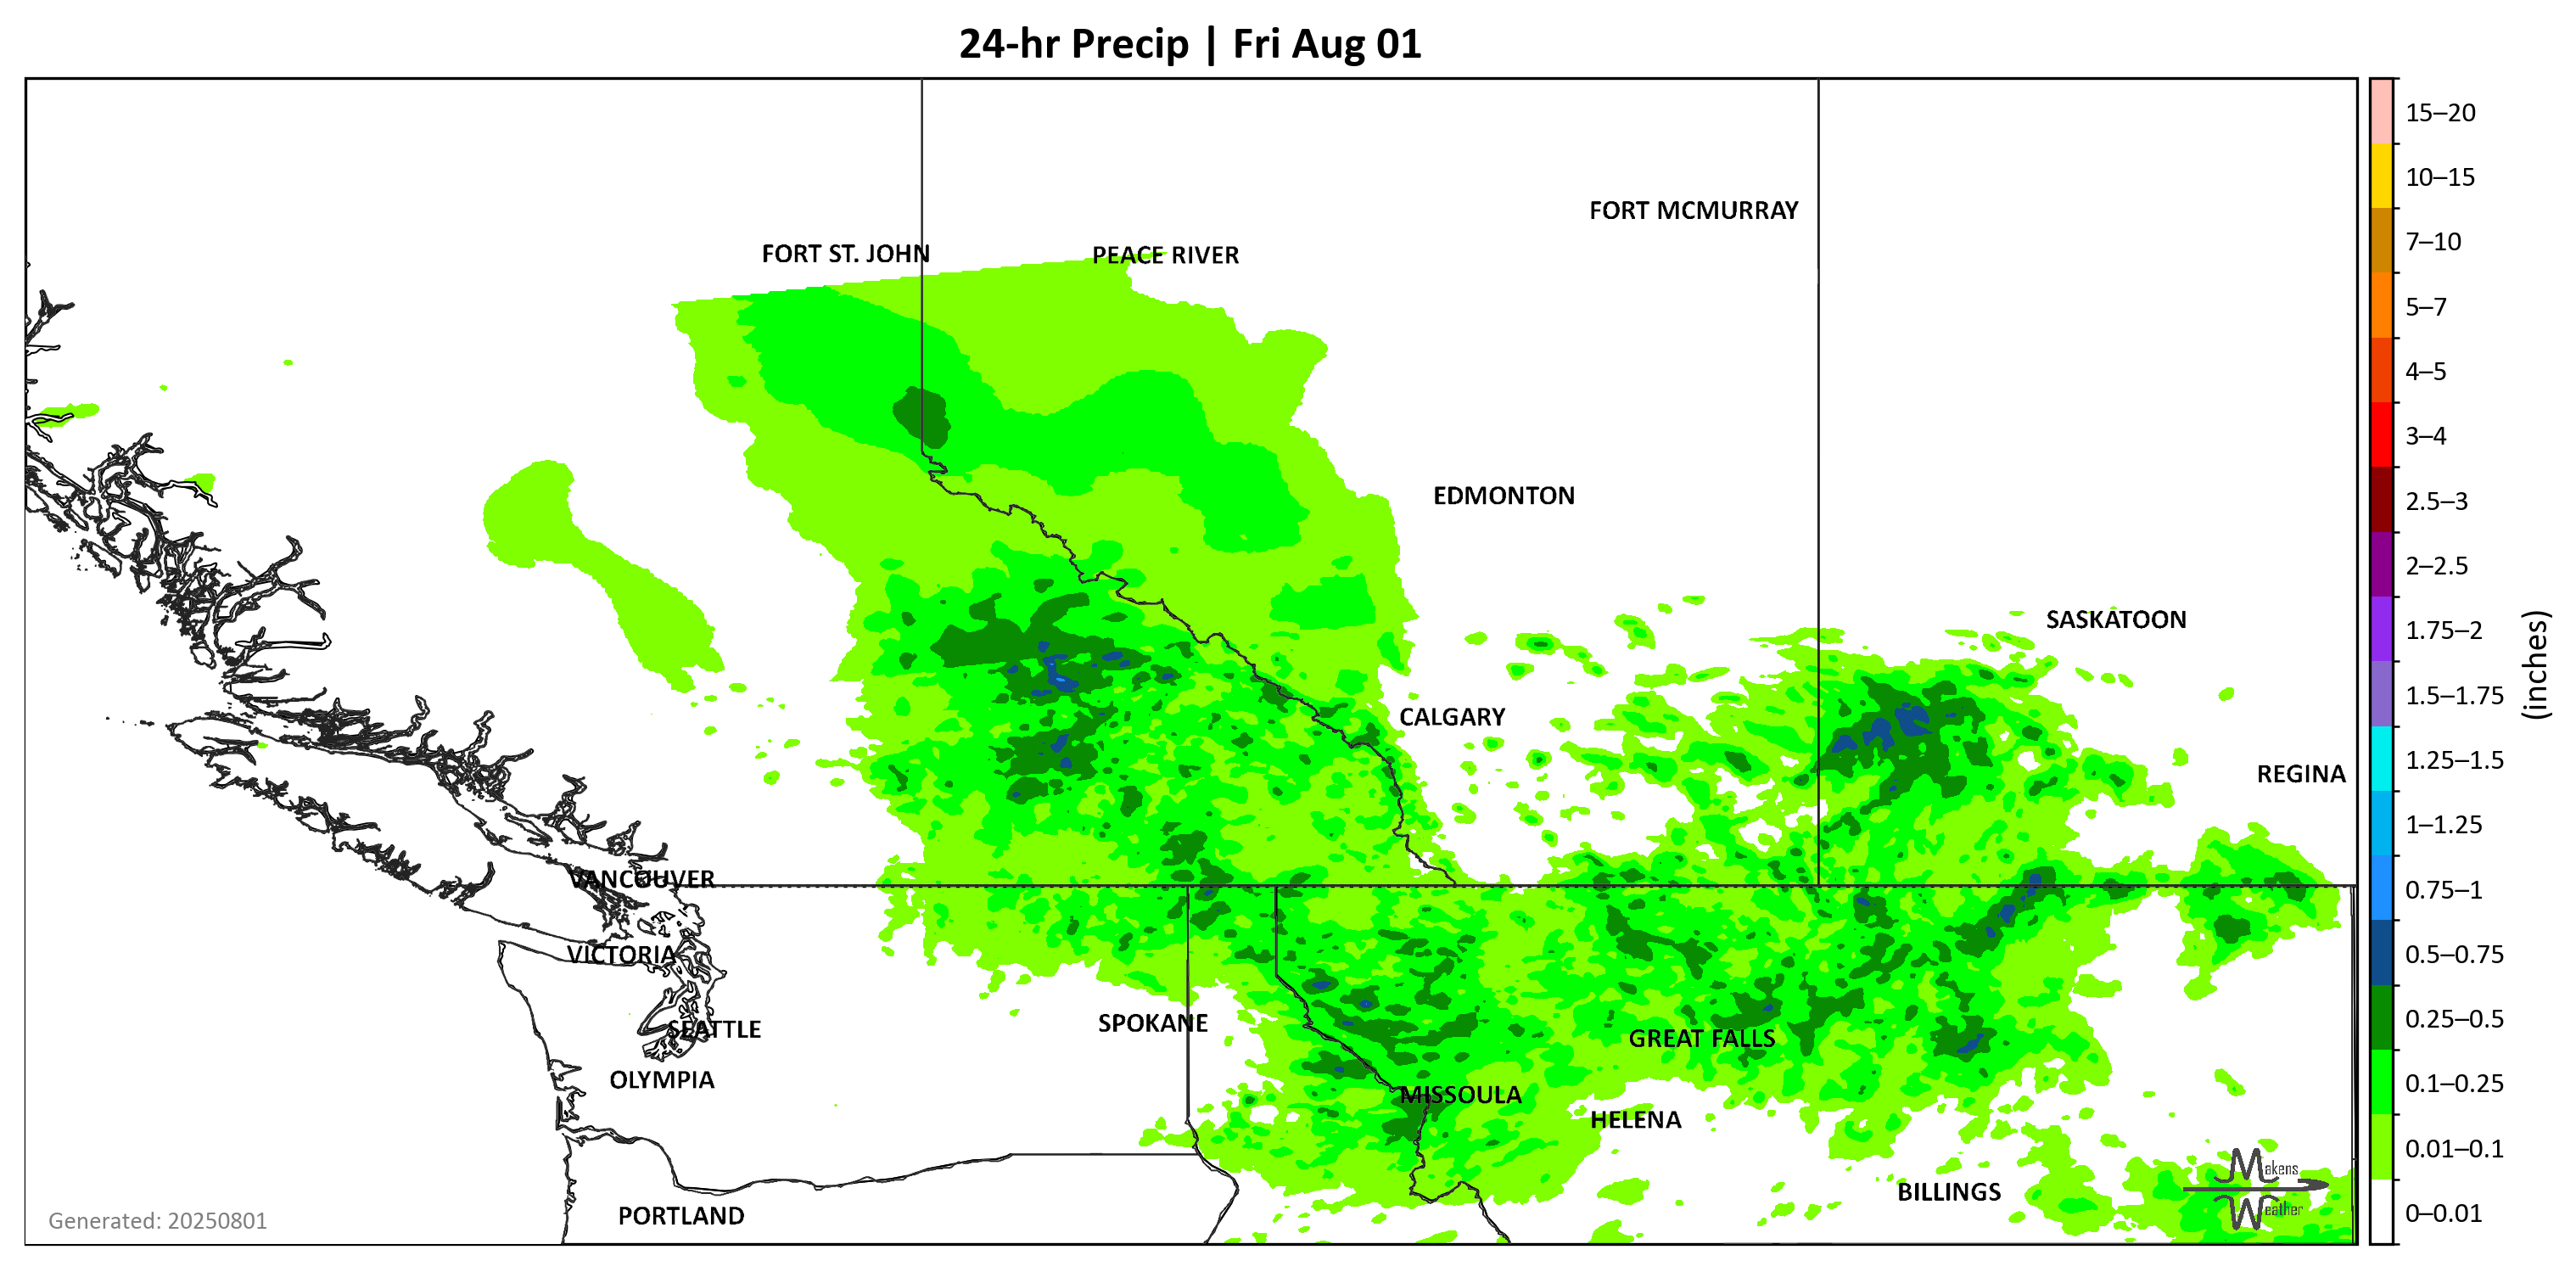 24-hr Precip | Fri Aug 01
15–20
10–15
FORT MCMURRAY
7–10
FORT ST. JOHN
PEACE RIVER
5–7
4–5
3–4
EDMONTON
2.5–3
2–2.5
SASKATOON
1.75–2
(inches)
1.5–1.75
CALGARY
1.25–1.5
REGINA
1–1.25
VANCOUVER
0.75–1
VICTORIA
0.5–0.75
SPOKANE
SEATTLE
0.25–0.5
GREAT FALLS
OLYMPIA
0.1–0.25
MISSOULA
HELENA
0.01–0.1
Makens
Weather
BILLINGS
PORTLAND
0–0.01
Generated: 20250801